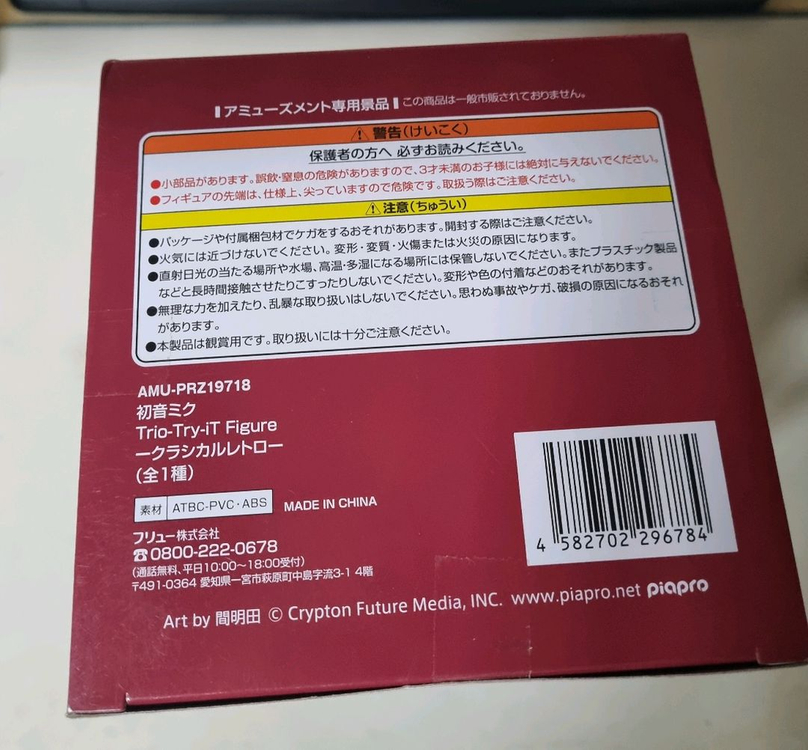 アミューズメント専用景品 この商品は一般市販されておりません。
警告(けいこく)
保護者の方へ 必ずお読みください。
●小部品があります。誤飲・窒息の危険がありますので、3才未満のお子様には絶対に与えないでください。
●フィギュアの先端は、仕様上、尖っていますので危険です。取扱う際はご注意ください。
注意(ちゅうい)
●パッケージや付属梱包材でケガをするおそれがあります。開封する際はご注意ください。
●火気には近づけないでください。変形・変質・火傷または火災の原因になります。
●直射日光の当たる場所や水場、高温・多湿になる場所には保管しないでください。またプラスチック製品
などと長時間接触させたりこすったりしないでください。変形や色の付着などのおそれがあります。
●無理な力を加えたり、乱暴な取り扱いはしないでください。思わぬ事故やケガ、破損の原因になるおそれ
があります。
●本製品は観賞用です。取り扱いには十分ご注意ください。
AMU-PRZ19718
初音ミク
Trio-Try-iT Figure
ークラシカルレトロー
(全1種)
素材 ATBC-PVC・ABS MADE IN CHINA
フリュー株式会社
☎0800-222-0678
(通話無料、平日10:00〜18:00受付)
〒491-0364 愛知県一宮市萩原町中島字流3-1 4階
4 582702 296784
Art by 間明田 © Crypton Future Media, INC. www.piapro.net piapro